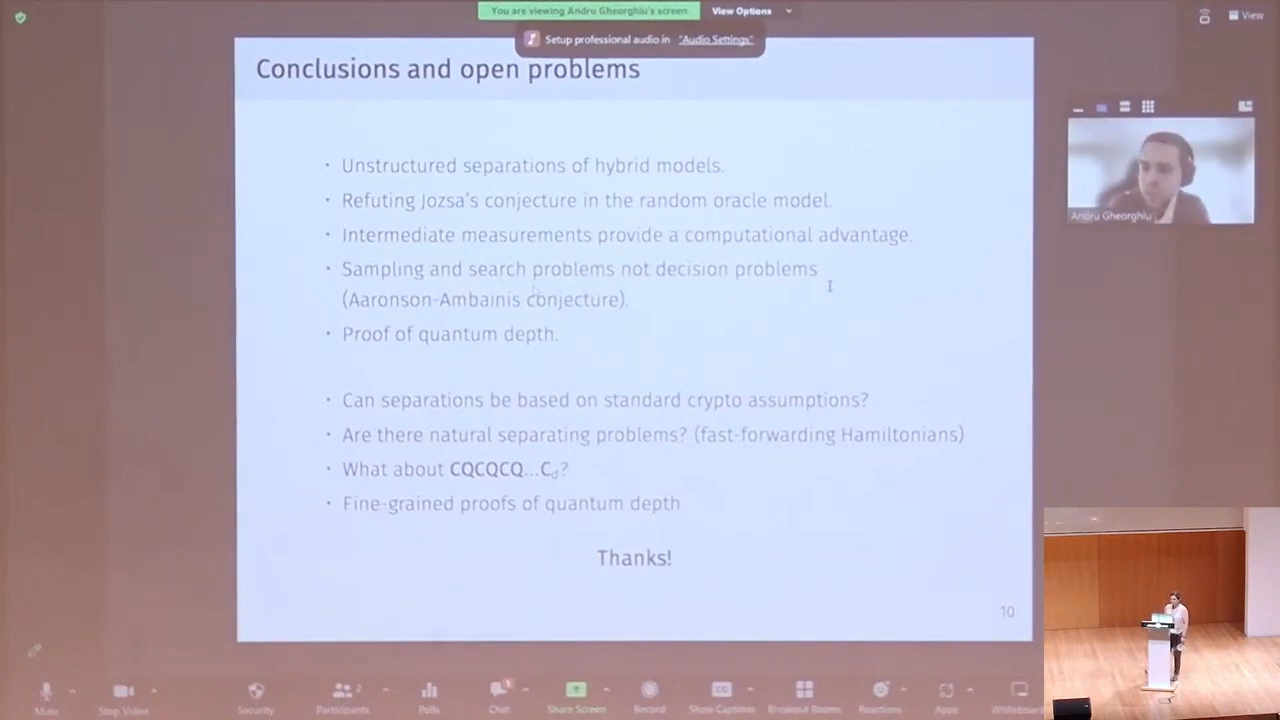 You are viewing Andru Gheorghiu's screen
View Options
View
Setup professional audio in "Audio Settings"
Conclusions and open problems
· Unstructured separations of hybrid models.
· Refuting Jozsa's conjecture in the random oracle model.
· Intermediate measurements provide a computational advantage.
· Sampling and search problems not decision problems
(Aaronson-Ambainis conjecture).
· Proof of quantum depth.
Andru Gheorghiu
· Can separations be based on standard crypto assumptions?
· Are there natural separating problems? (fast-forwarding Hamiltonians)
· What about CQCQCQ...Cd?
· Fine-grained proofs of quantum depth.
Thanks!
10
Mute
Stop Video
Security
Participants
2
Polls
Chat
1
Share Screen
Record
CC
Show Captions
Breakout Rooms
Reactions
Apps
Whiteboards